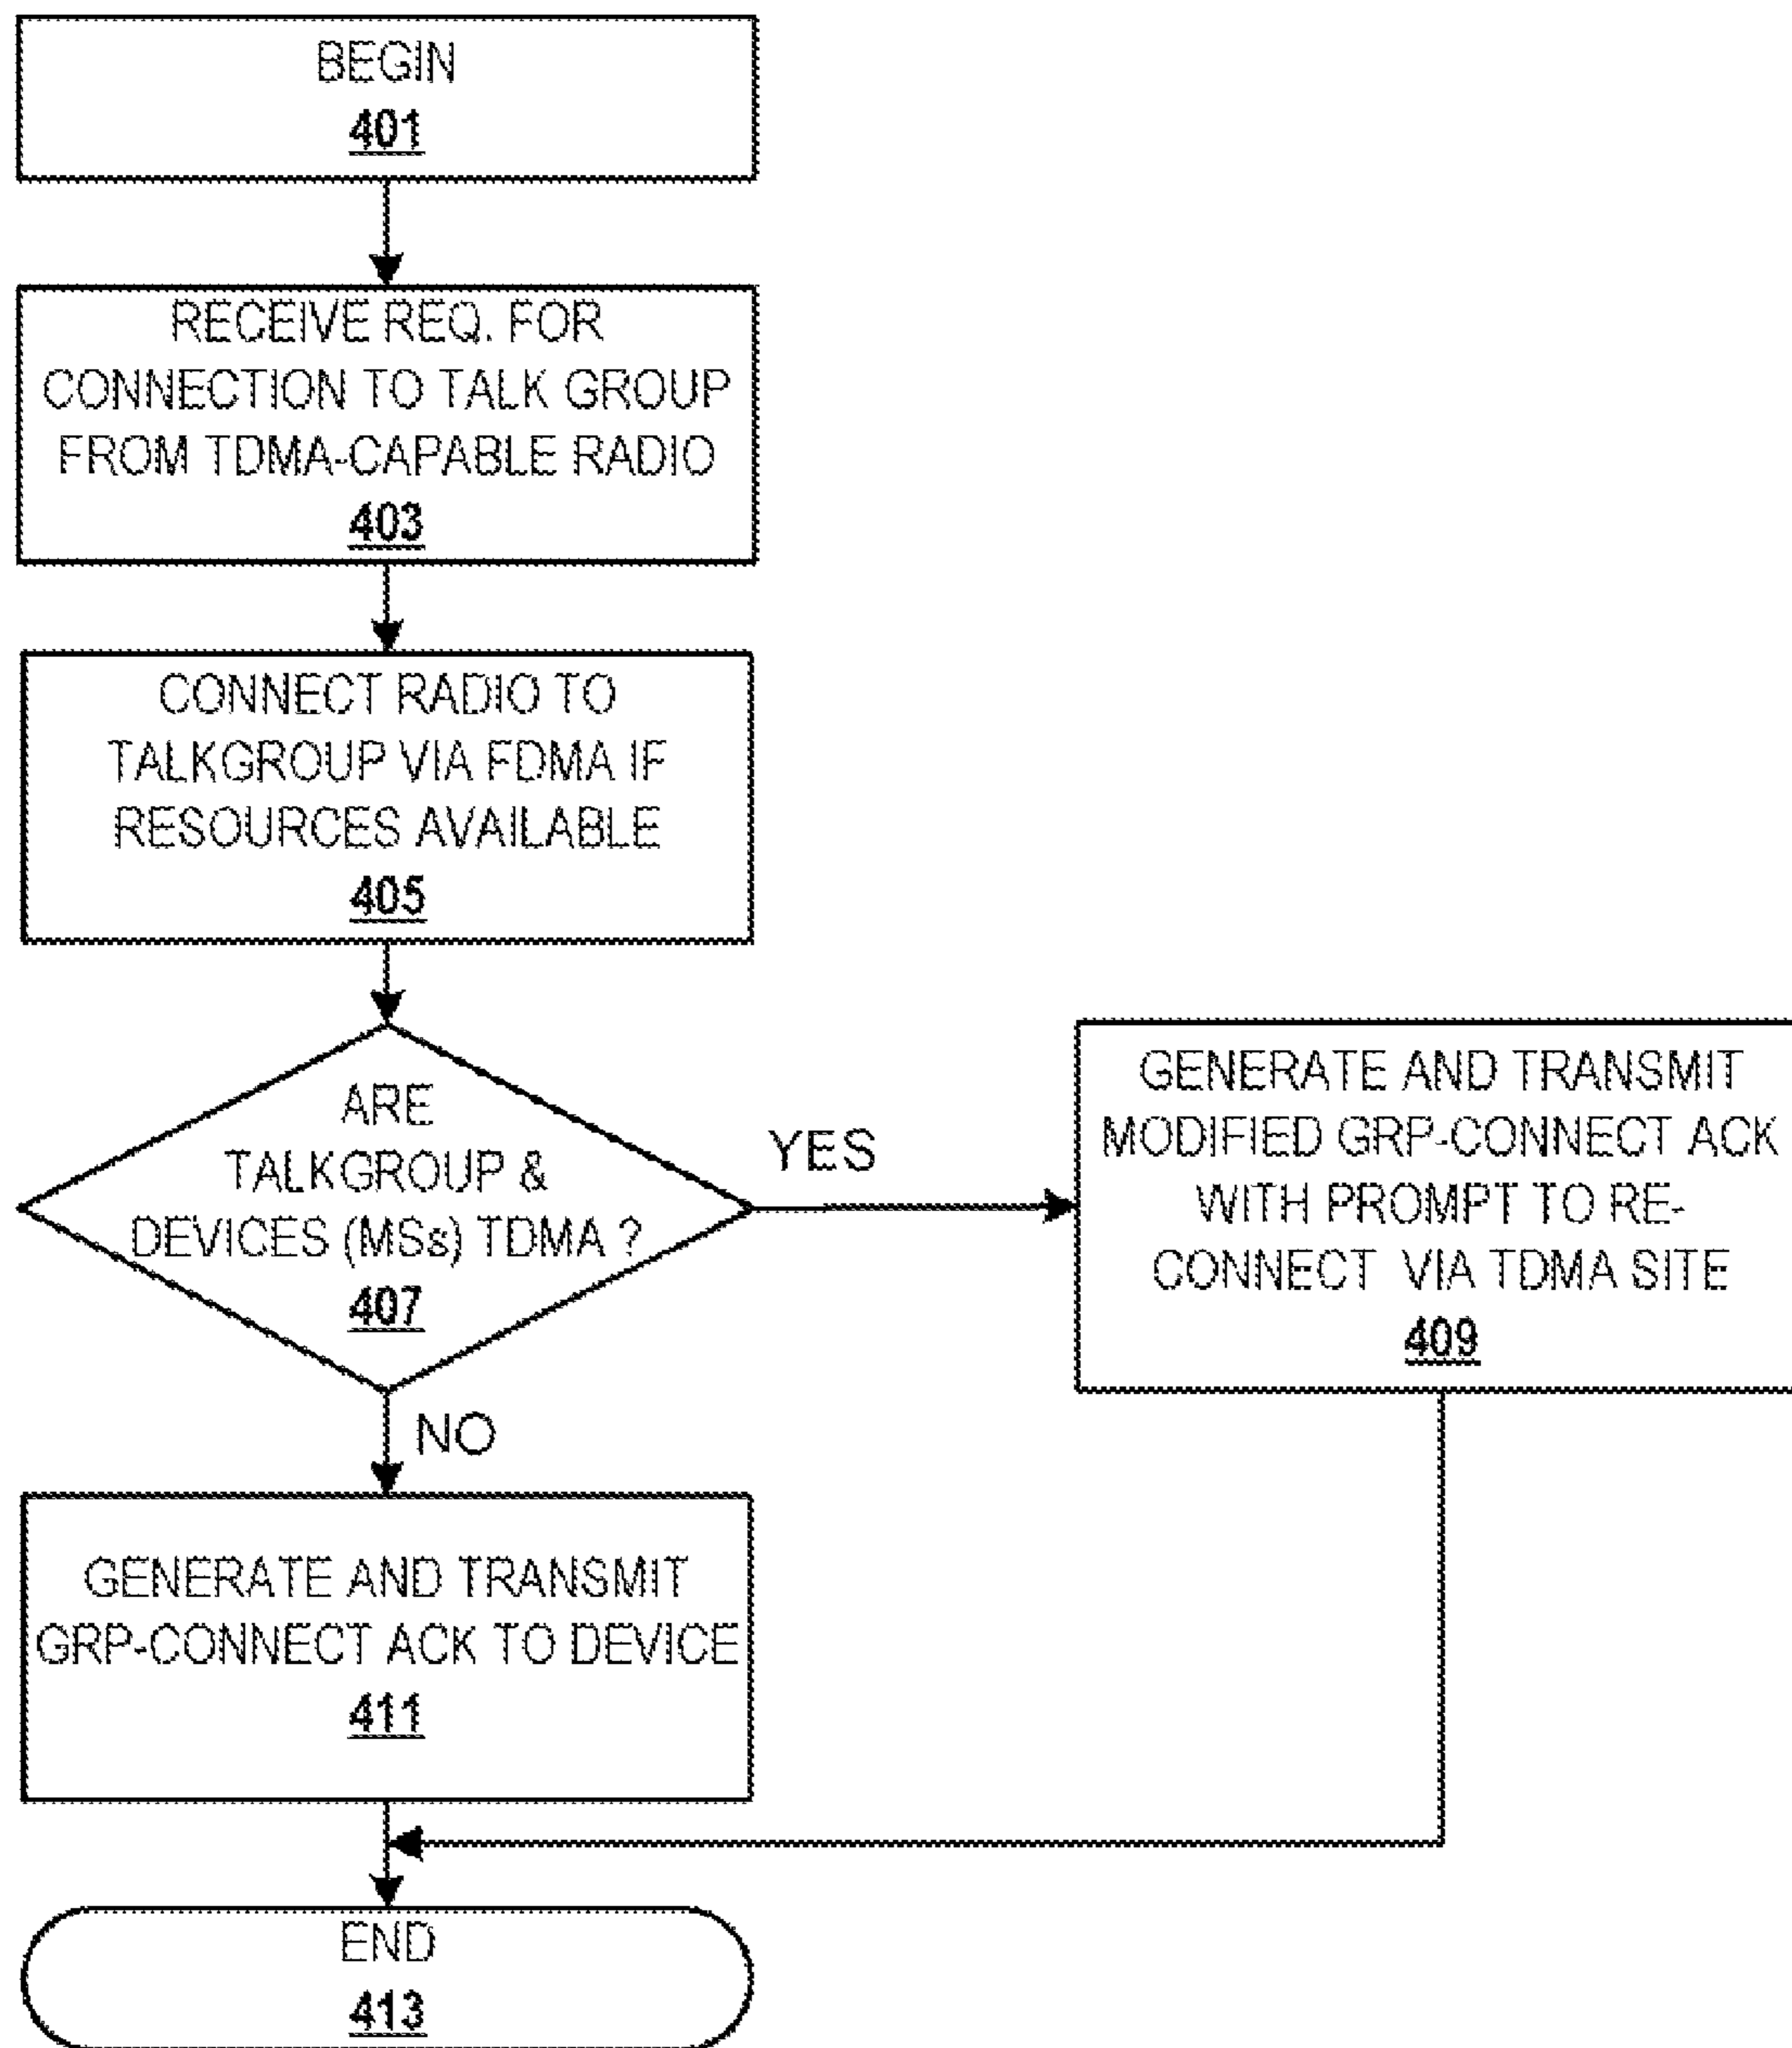 BEGIN
401
RECEIVE REQ. FOR
CONNECTION TO TALK GROUP
FROM TDMA-CAPABLE RADIO
403
CONNECT RADIO TO
TALKGROUP VIA FDMA IF
RESOURCES AVAILABLE
405
ARE
TALKGROUP &
DEVICES (MSs) TDMA ?
407
YES
GENERATE AND TRANSMIT
MODIFIED GRP-CONNECT ACK
WITH PROMPT TO RE-
CONNECT VIA TDMA SITE
409
NO
GENERATE AND TRANSMIT
GRP-CONNECT ACK TO DEVICE
411
END
413